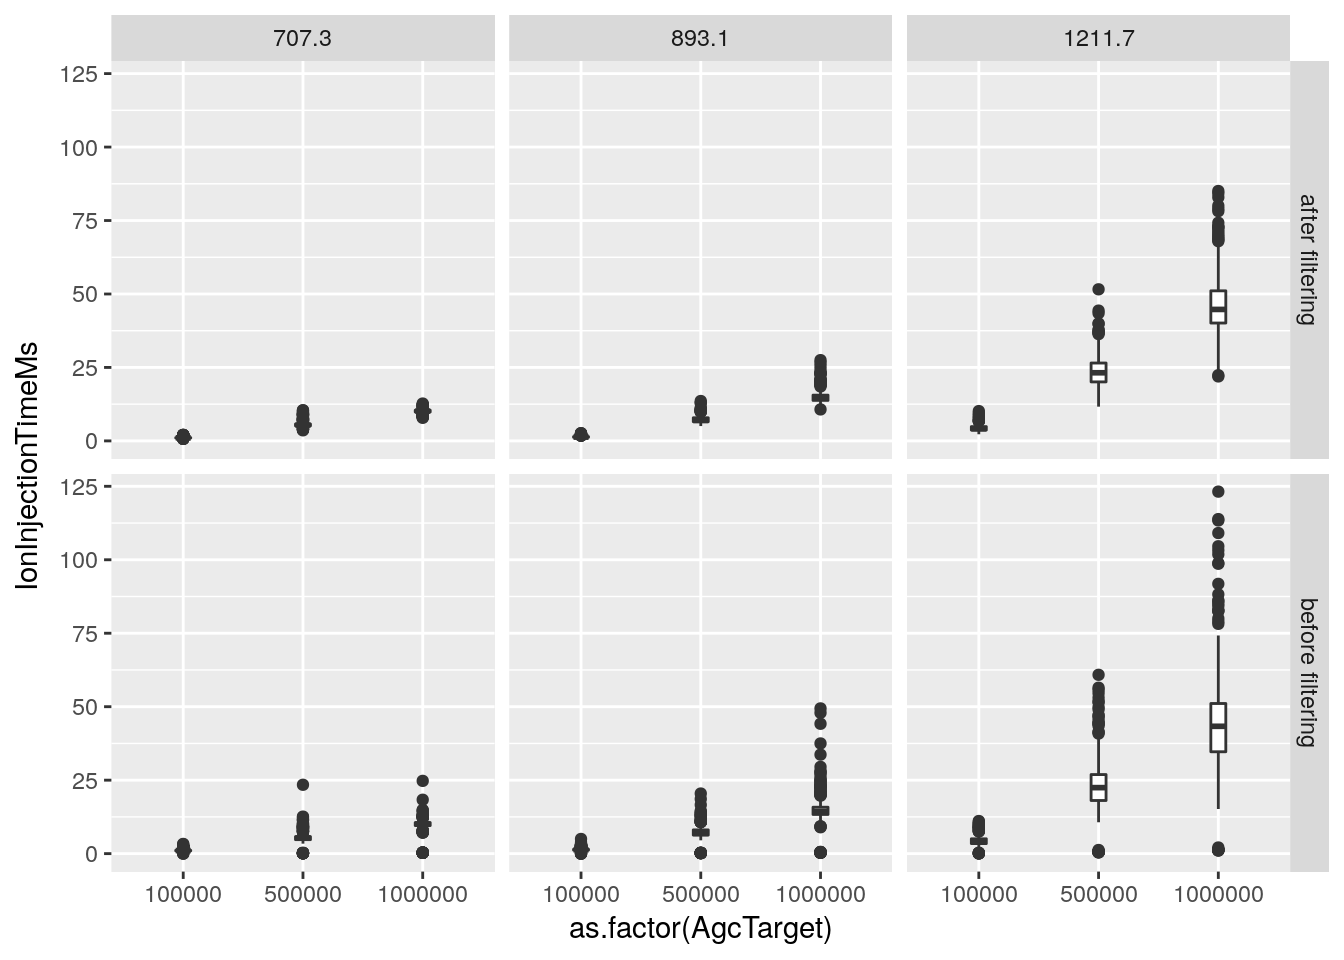 707.3 893.1 1211.7
125
100
75
50
25
0
after filtering
125
100
75
50
25
0
before filtering
IonInjectionTimeMs
100000 500000 1000000 100000 500000 1000000 100000 500000 1000000
as.factor(AgcTarget)